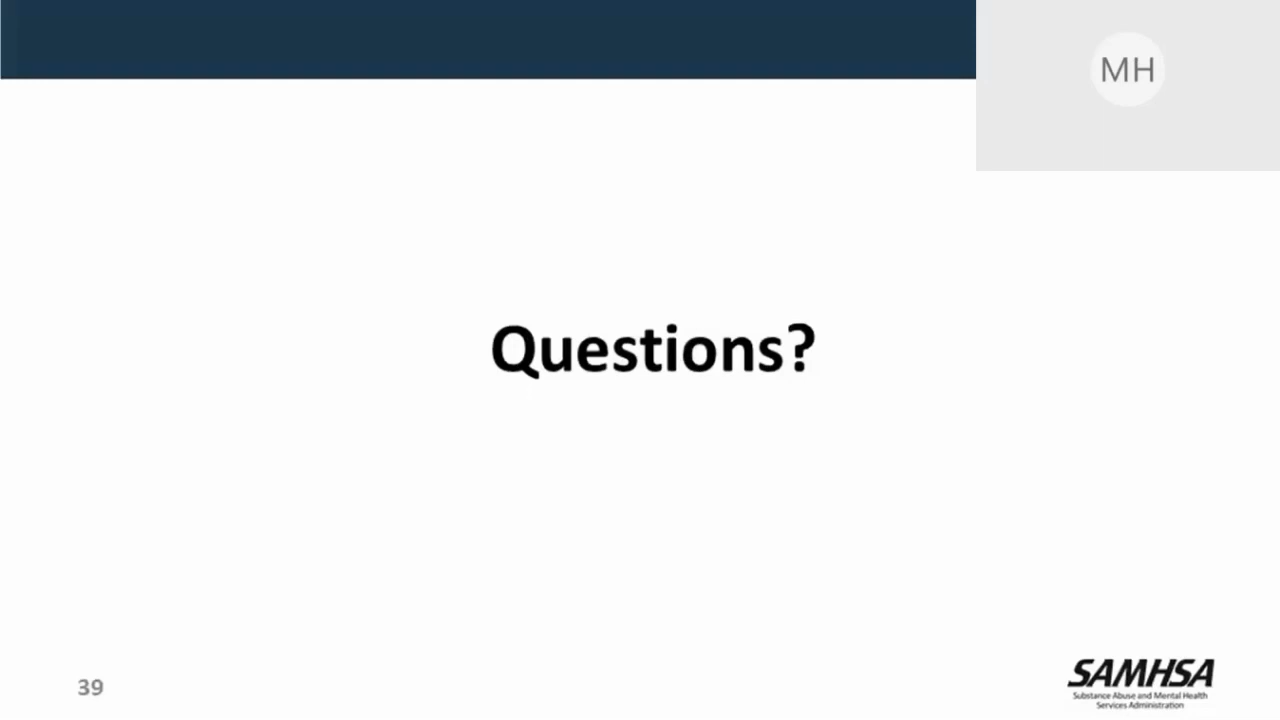 MH
Questions?
39
SAMHSA
Substance Abuse and Mental Health
Services Administration